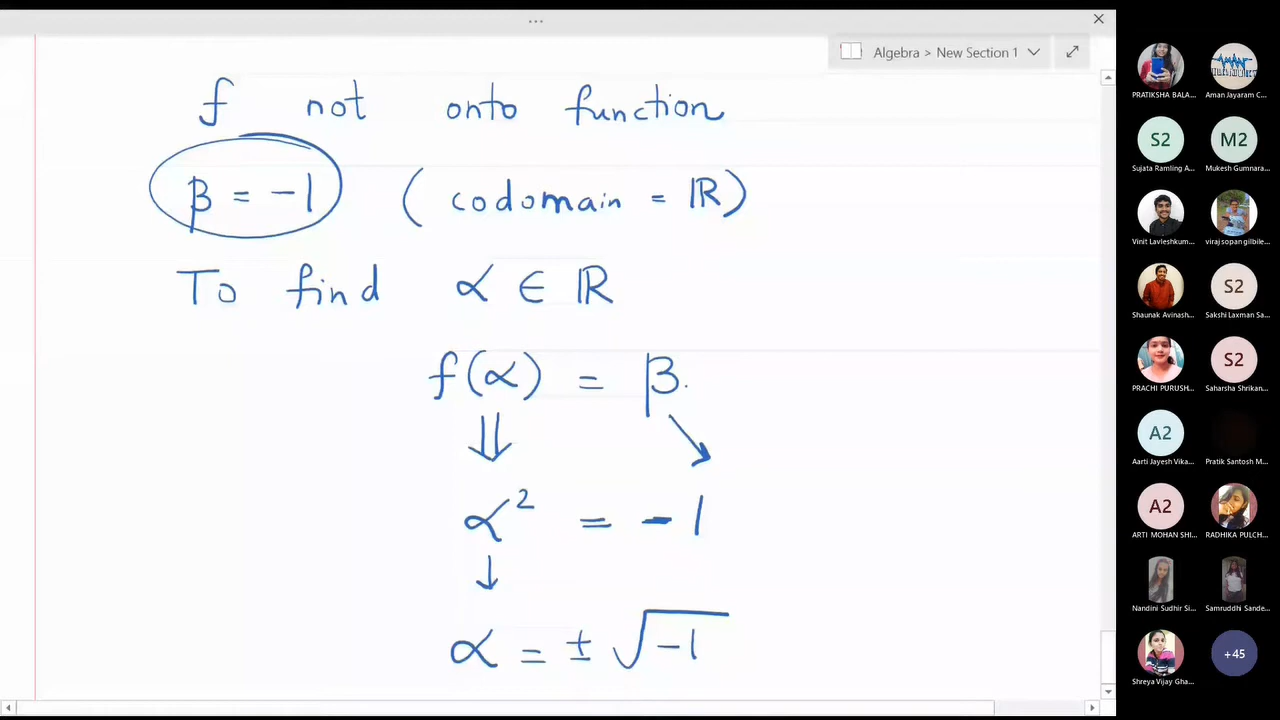 Algebra > New Section 1
f not onto function
β = -1 ( codomain = ℝ)
To find α ∈ ℝ
f(α) = β.
⇓ ↘
α² = -1
↓
α = ± √-1
PRATIKSHA BALA... Aman Jayaram C...
S2 M2
Sujata Ramling A... Mukesh Gumnara...
Vinit Lavleshkum... viraj sopan gilbile...
S2
Shaunak Avinash... Sakshi Laxman Sa...
S2
PRACHI PURUSH... Saharsha Shrikan...
A2
Aarti Jayesh Vika... Pratik Santosh M...
A2
ARTI MOHAN SHI... RADHIKA PULCH...
Nandini Sudhir Si... Samruddhi Sande...
+45
Shreya Vijay Gha...